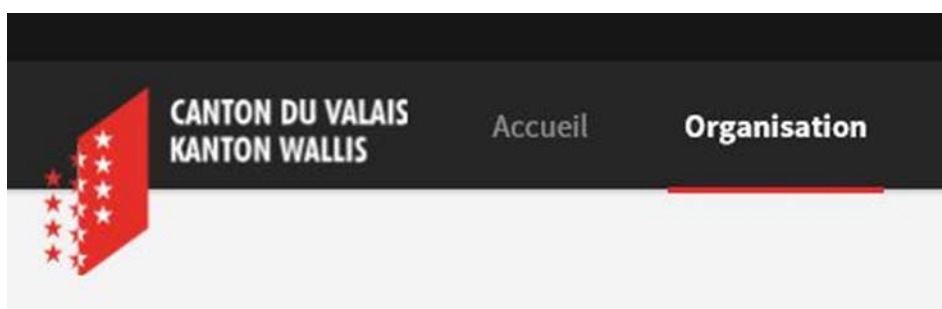 CANTON DU VALAIS
KANTON WALLIS
Accueil
Organisation